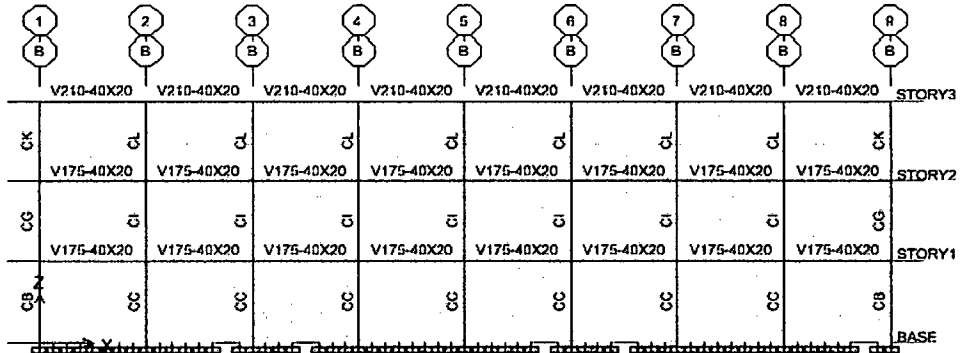 1 2 3 4 5 6 7 8 9
B B B B B B B B B
V210-40X20 V210-40X20 V210-40X20 V210-40X20 V210-40X20 V210-40X20 V210-40X20 V210-40X20 STORY3
CK CL CL CL CL CL CL CL CK
V175-40X20 V175-40X20 V175-40X20 V175-40X20 V175-40X20 V175-40X20 V175-40X20 V175-40X20 STORY2
CG CI CI CI CI CI CI CI CG
V175-40X20 V175-40X20 V175-40X20 V175-40X20 V175-40X20 V175-40X20 V175-40X20 V175-40X20 STORY1
Z
CB CC CC CC CC CC CC CC CB
X BASE